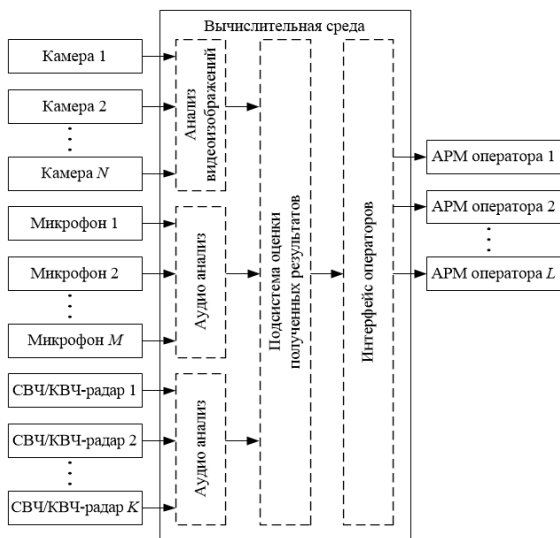 Вычислительная среда
Камера 1
Камера 2
Камера N
Микрофон 1
Микрофон 2
Микрофон M
СВЧ/КВЧ-радар 1
СВЧ/КВЧ-радар 2
СВЧ/КВЧ-радар K
Анализ
видеоизображений
Аудио анализ
Аудио анализ
Подсистема оценки
полученных результатов
Интерфейс операторов
АРМ оператора 1
АРМ оператора 2
АРМ оператора L